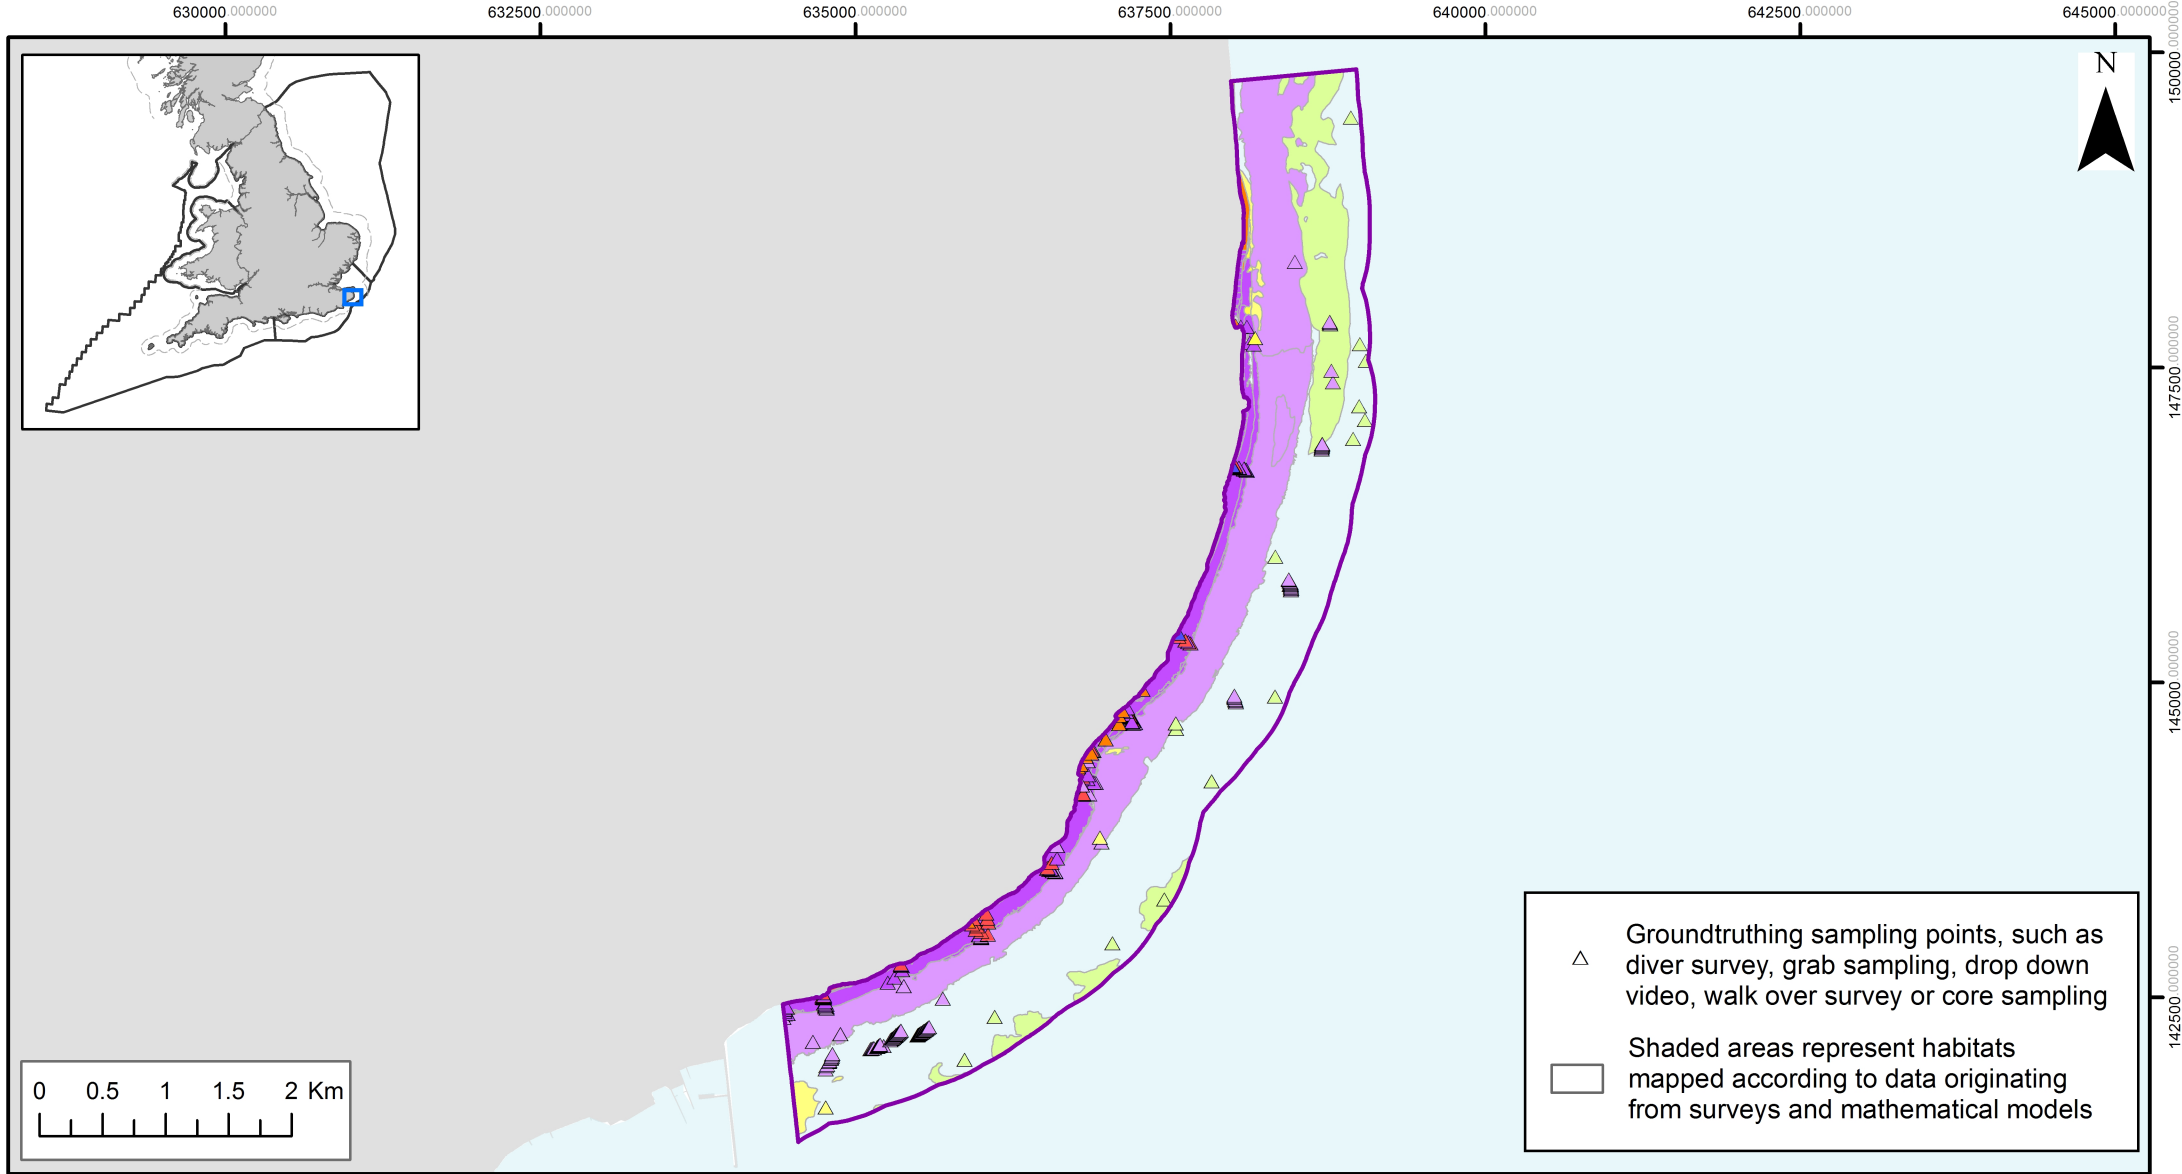 630000.000000 632500.000000 635000.000000 637500.000000 640000.000000 642500.000000 645000.000000
N
150000.000000
147500.000000
145000.000000
142500.000000
Groundtruthing sampling points, such as
diver survey, grab sampling, drop down
video, walk over survey or core sampling
Shaded areas represent habitats
mapped according to data originating
from surveys and mathematical models
0 0.5 1 1.5 2 Km